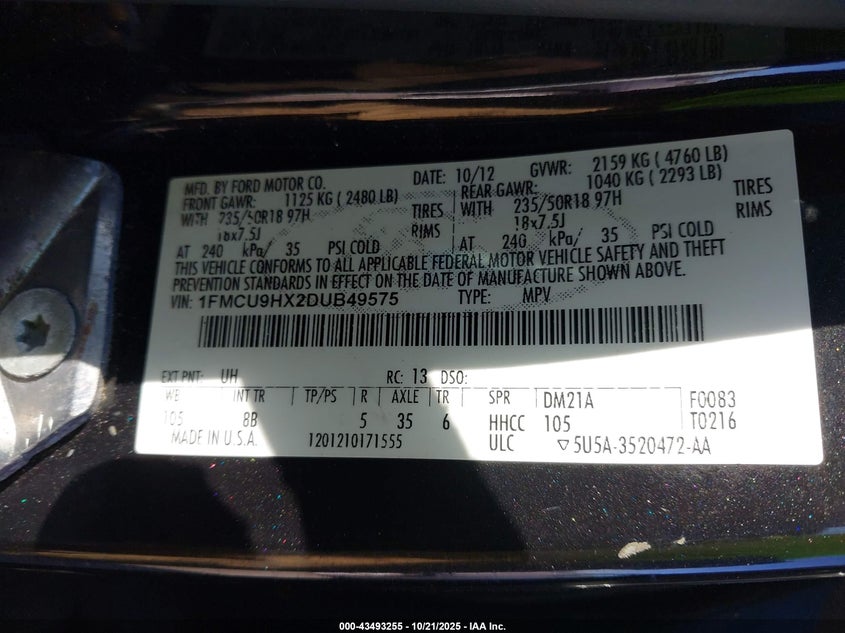 MFD. BY FORD MOTOR CO. DATE: 10/12 GVWR: 2159 KG ( 4760 LB)
FRONT GAWR: 1125 KG ( 2480 LB) REAR GAWR: 1040 KG ( 2293 LB)
WITH 235/50R18 97H TIRES WITH 235/50R18 97H TIRES
18x7.5J RIMS 18x7.5J RIMS
AT 240 kPa/ 35 PSI COLD AT 240 kPa/ 35 PSI COLD
THIS VEHICLE CONFORMS TO ALL APPLICABLE FEDERAL MOTOR VEHICLE SAFETY AND THEFT
PREVENTION STANDARDS IN EFFECT ON THE DATE OF MANUFACTURE SHOWN ABOVE.
VIN: 1FMCU9HX2DUB49575 TYPE: MPV
EXT PNT: UH RC: 13 DSO:
WB INT TR TP/PS R AXLE TR SPR DM21A F0083
105 8B 5 35 6 HHCC 105 T0216
MADE IN U.S.A. 1201210171555 ULC ▽5U5A-3520472-AA
000-43493255 - 10/21/2025 - IAA Inc.